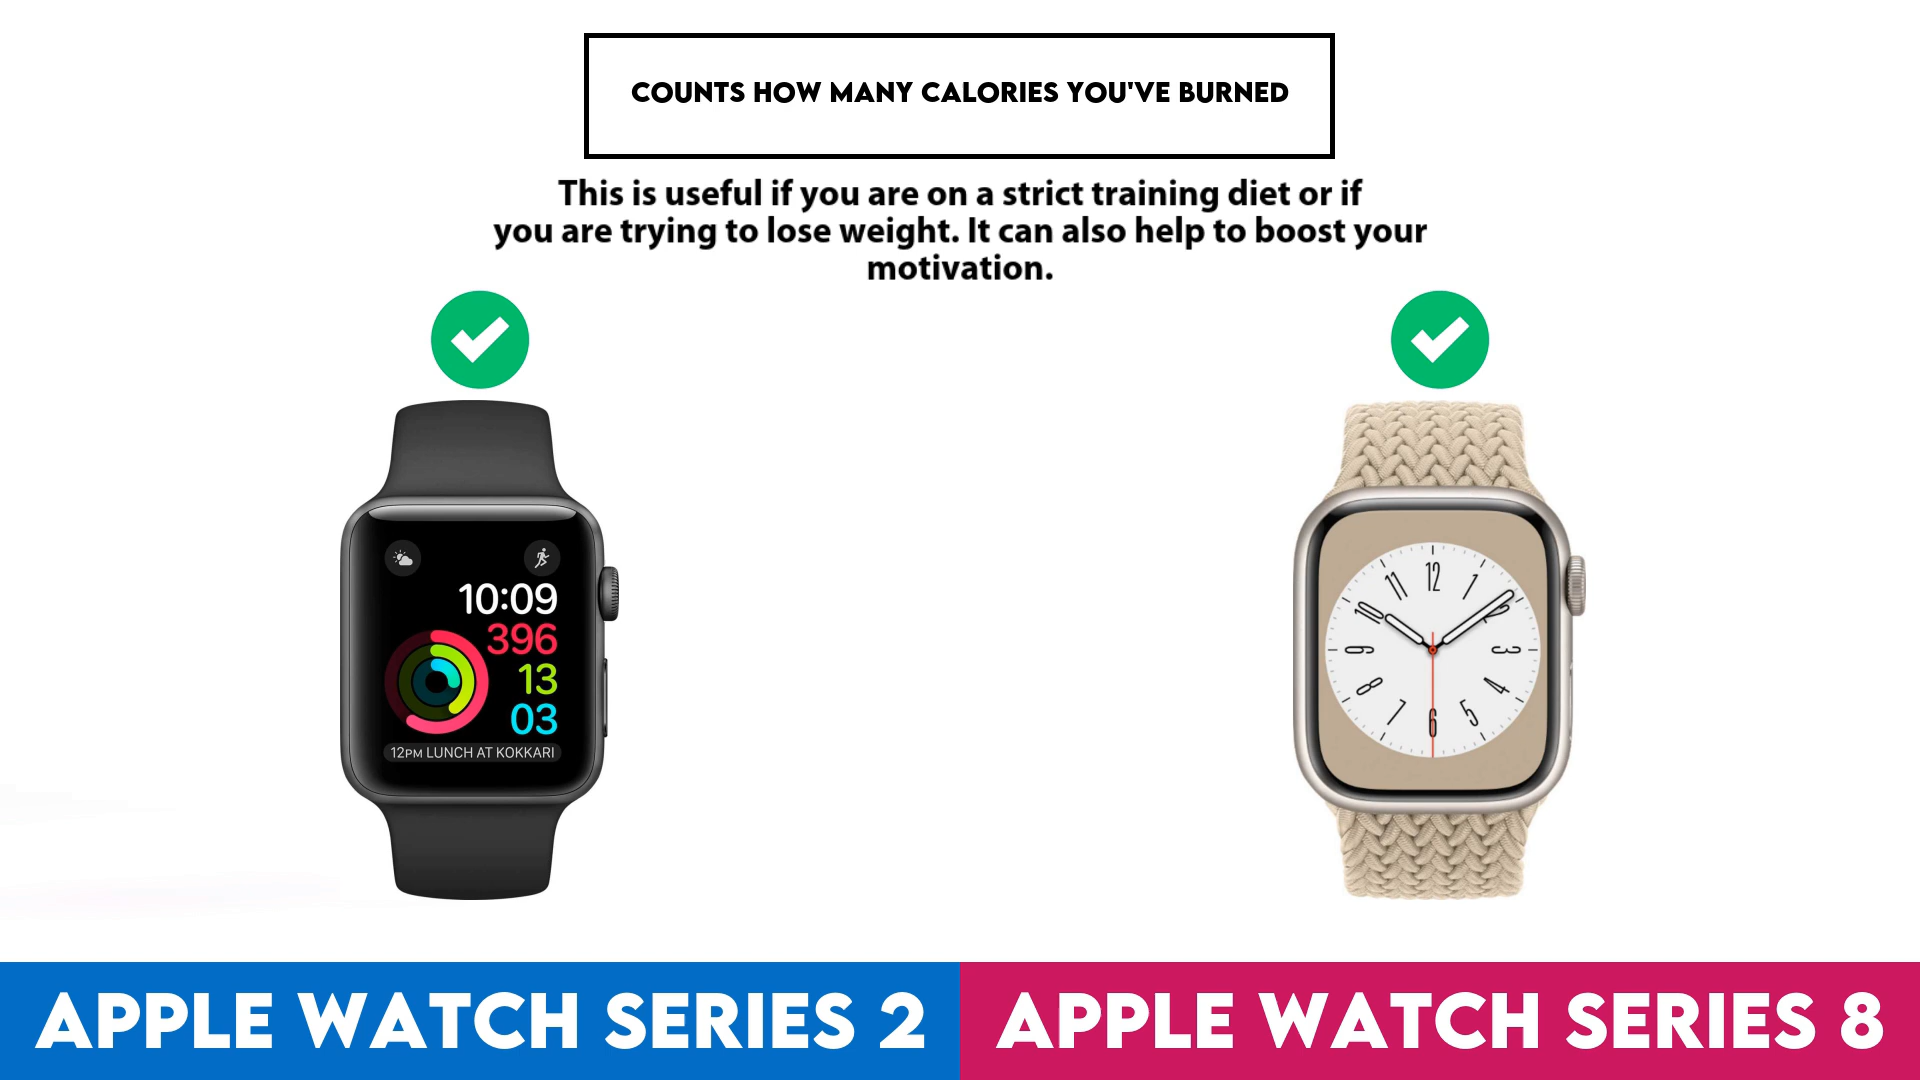 COUNTS HOW MANY CALORIES YOU'VE BURNED
This is useful if you are on a strict training diet or if
you are trying to lose weight. It can also help to boost your
motivation.
10:09
396
13
03
12PM LUNCH AT KOKKARI
11 12 1
10 2
9 3
8 4
7 6 5
APPLE WATCH SERIES 2
APPLE WATCH SERIES 8